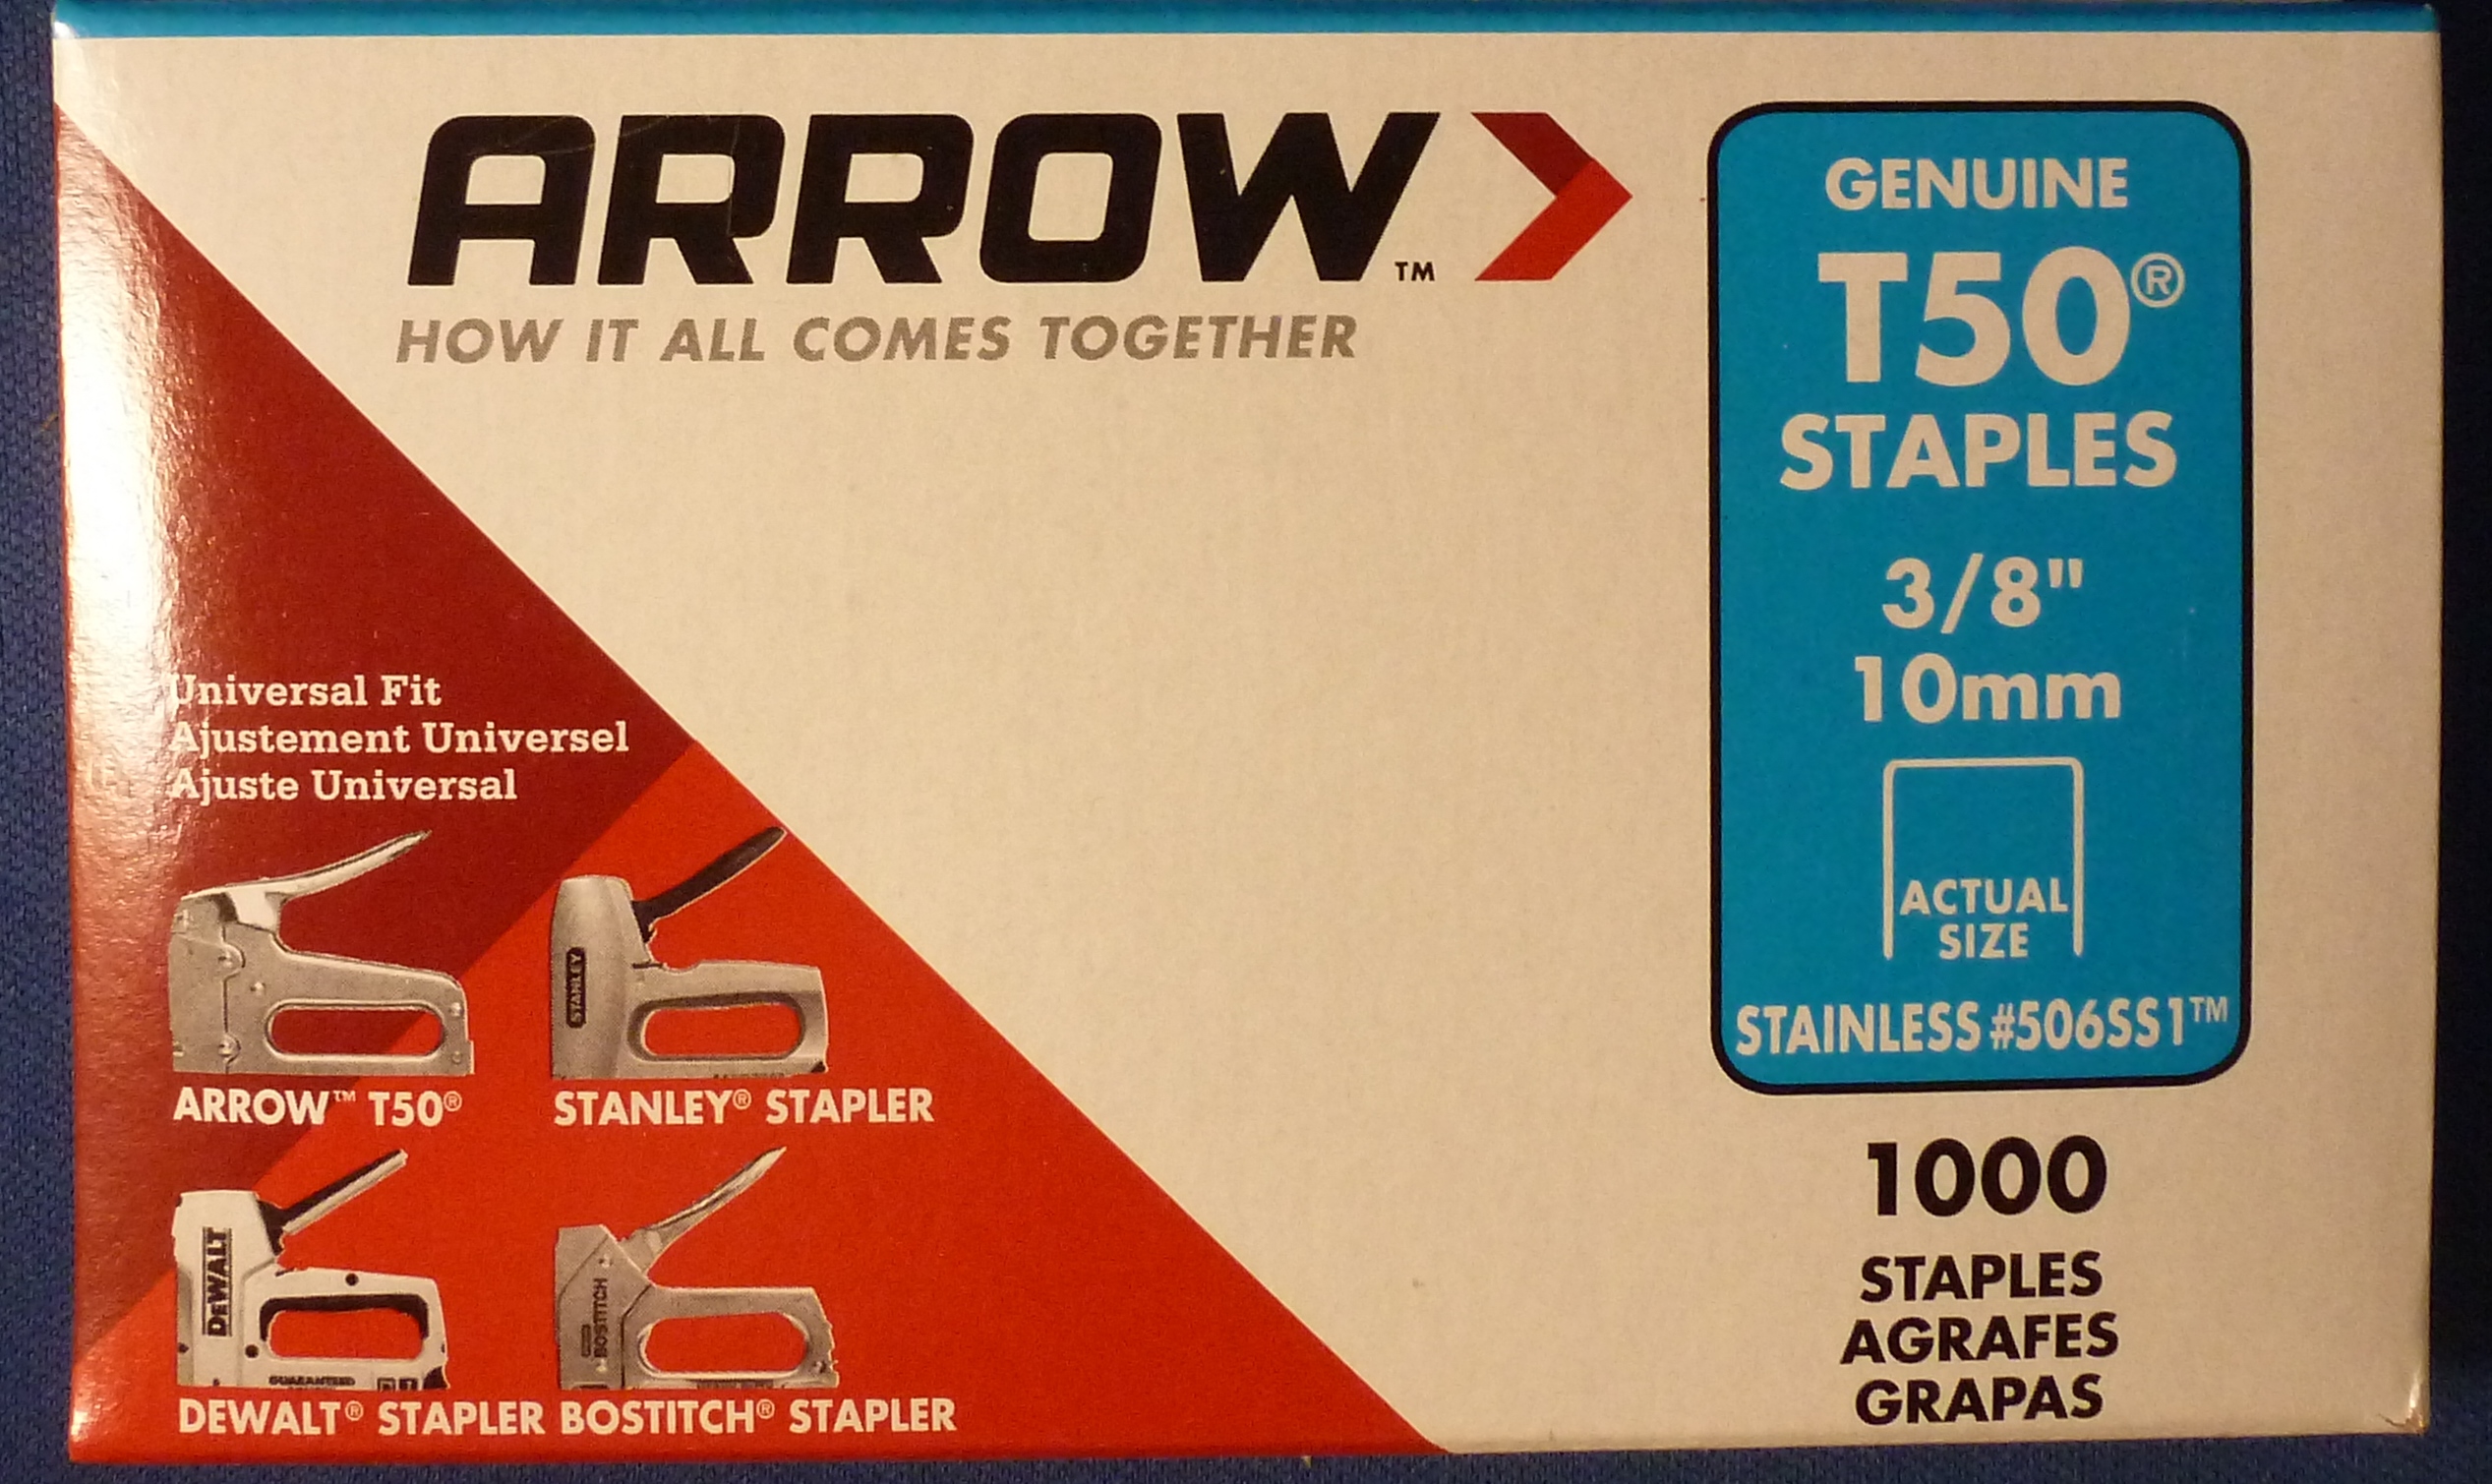 ARROW™
HOW IT ALL COMES TOGETHER
GENUINE
T50®
STAPLES
3/8"
10mm
ACTUAL
SIZE
STAINLESS #506SS1™
1000
STAPLES
AGRAFES
GRAPAS
Universal Fit
Ajustement Universel
Ajuste Universal
STANLEY
ARROW™ T50®
STANLEY® STAPLER
DEWALT
BOSTITCH
GUARANTEED
DEWALT® STAPLER
BOSTITCH® STAPLER